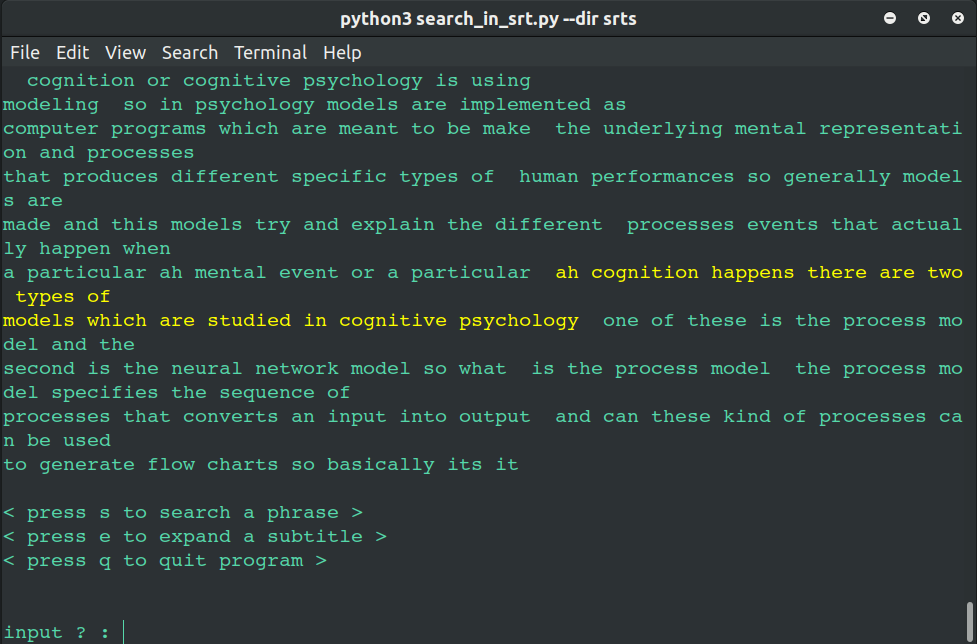 python3 search_in_srt.py --dir srts
File Edit View Search Terminal Help
cognition or cognitive psychology is using
modeling  so in psychology models are implemented as
computer programs which are meant to be make  the underlying mental representati
on and processes
that produces different specific types of  human performances so generally model
s are
made and this models try and explain the different  processes events that actual
ly happen when
a particular ah mental event or a particular  ah cognition happens there are two
types of
models which are studied in cognitive psychology  one of these is the process mo
del and the
second is the neural network model so what  is the process model  the process mo
del specifies the sequence of
processes that converts an input into output  and can these kind of processes ca
n be used
to generate flow charts so basically its it
< press s to search a phrase >
< press e to expand a subtitle >
< press q to quit program >
input ? :